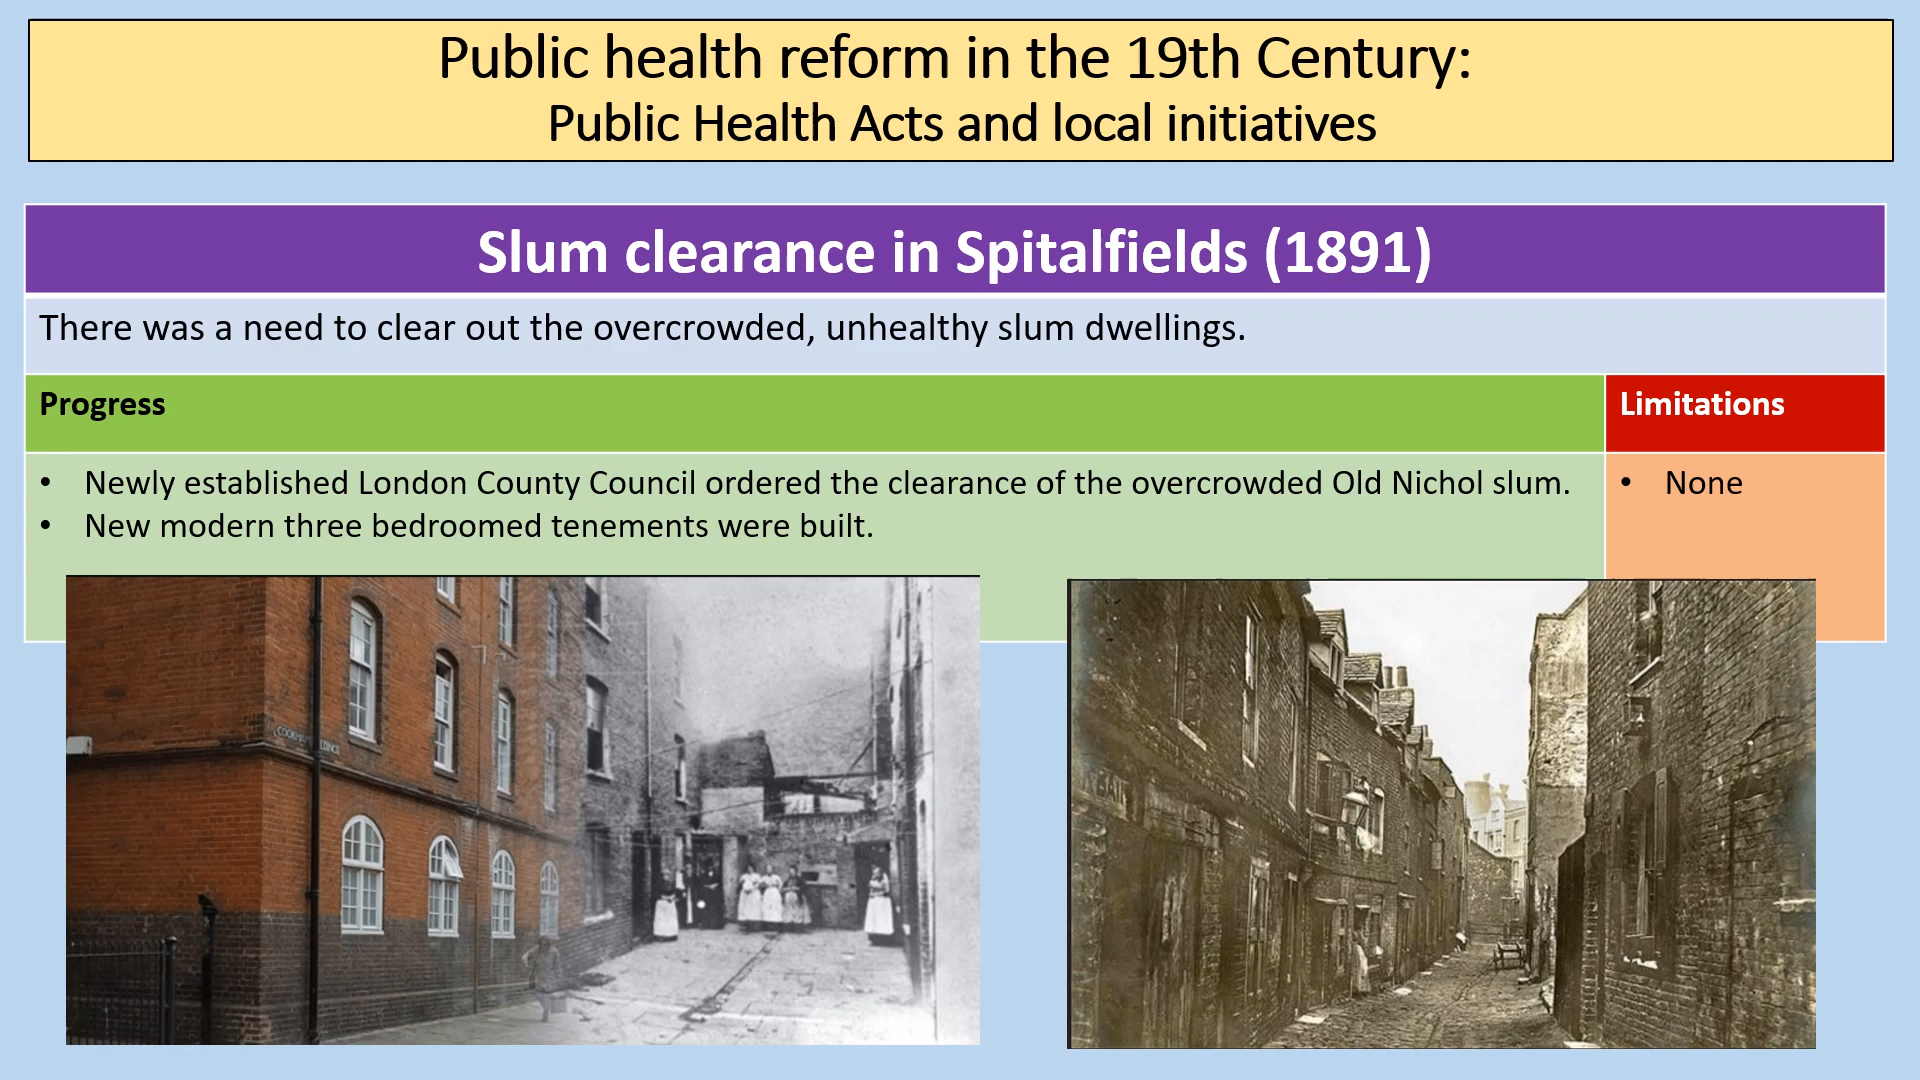 Public health reform in the 19th Century:
Public Health Acts and local initiatives
Slum clearance in Spitalfields (1891)
There was a need to clear out the overcrowded, unhealthy slum dwellings.
Progress
Limitations
• Newly established London County Council ordered the clearance of the overcrowded Old Nichol slum.
• New modern three bedroomed tenements were built.
• None